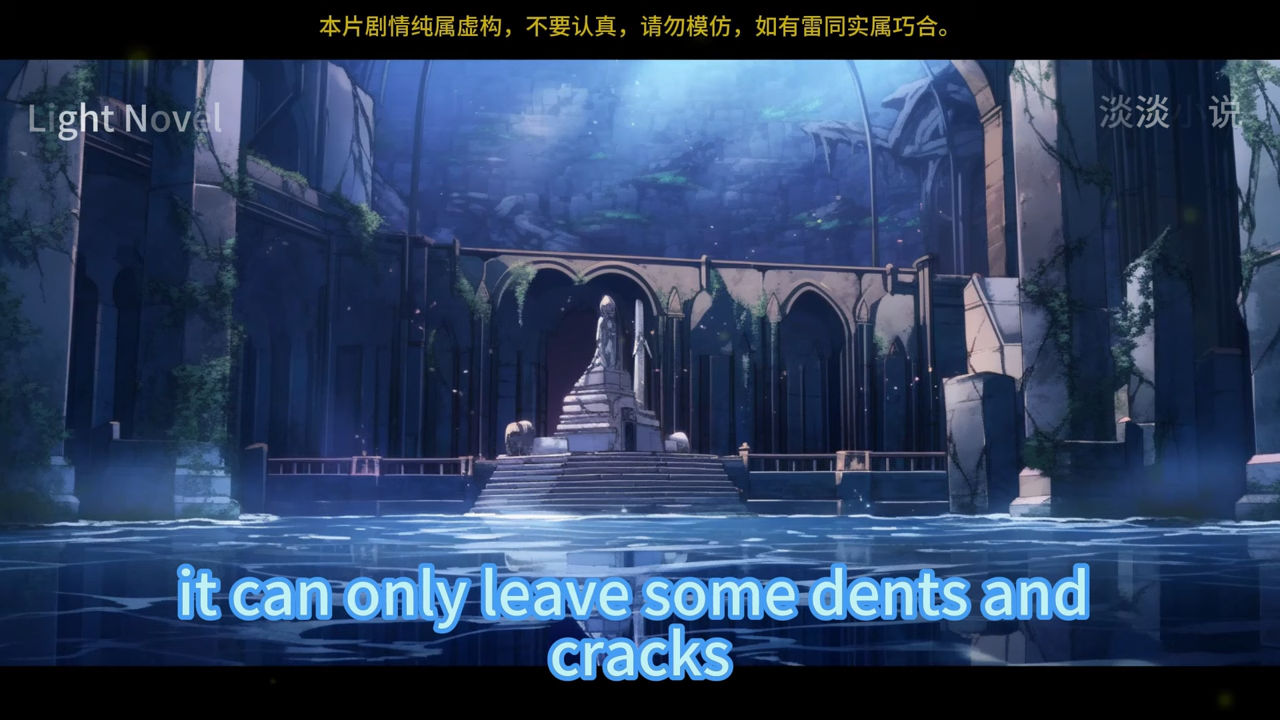 本片剧情纯属虚构，不要认真，请勿模仿，如有雷同实属巧合。
Light Novel
淡淡小说
it can only leave some dents and
cracks